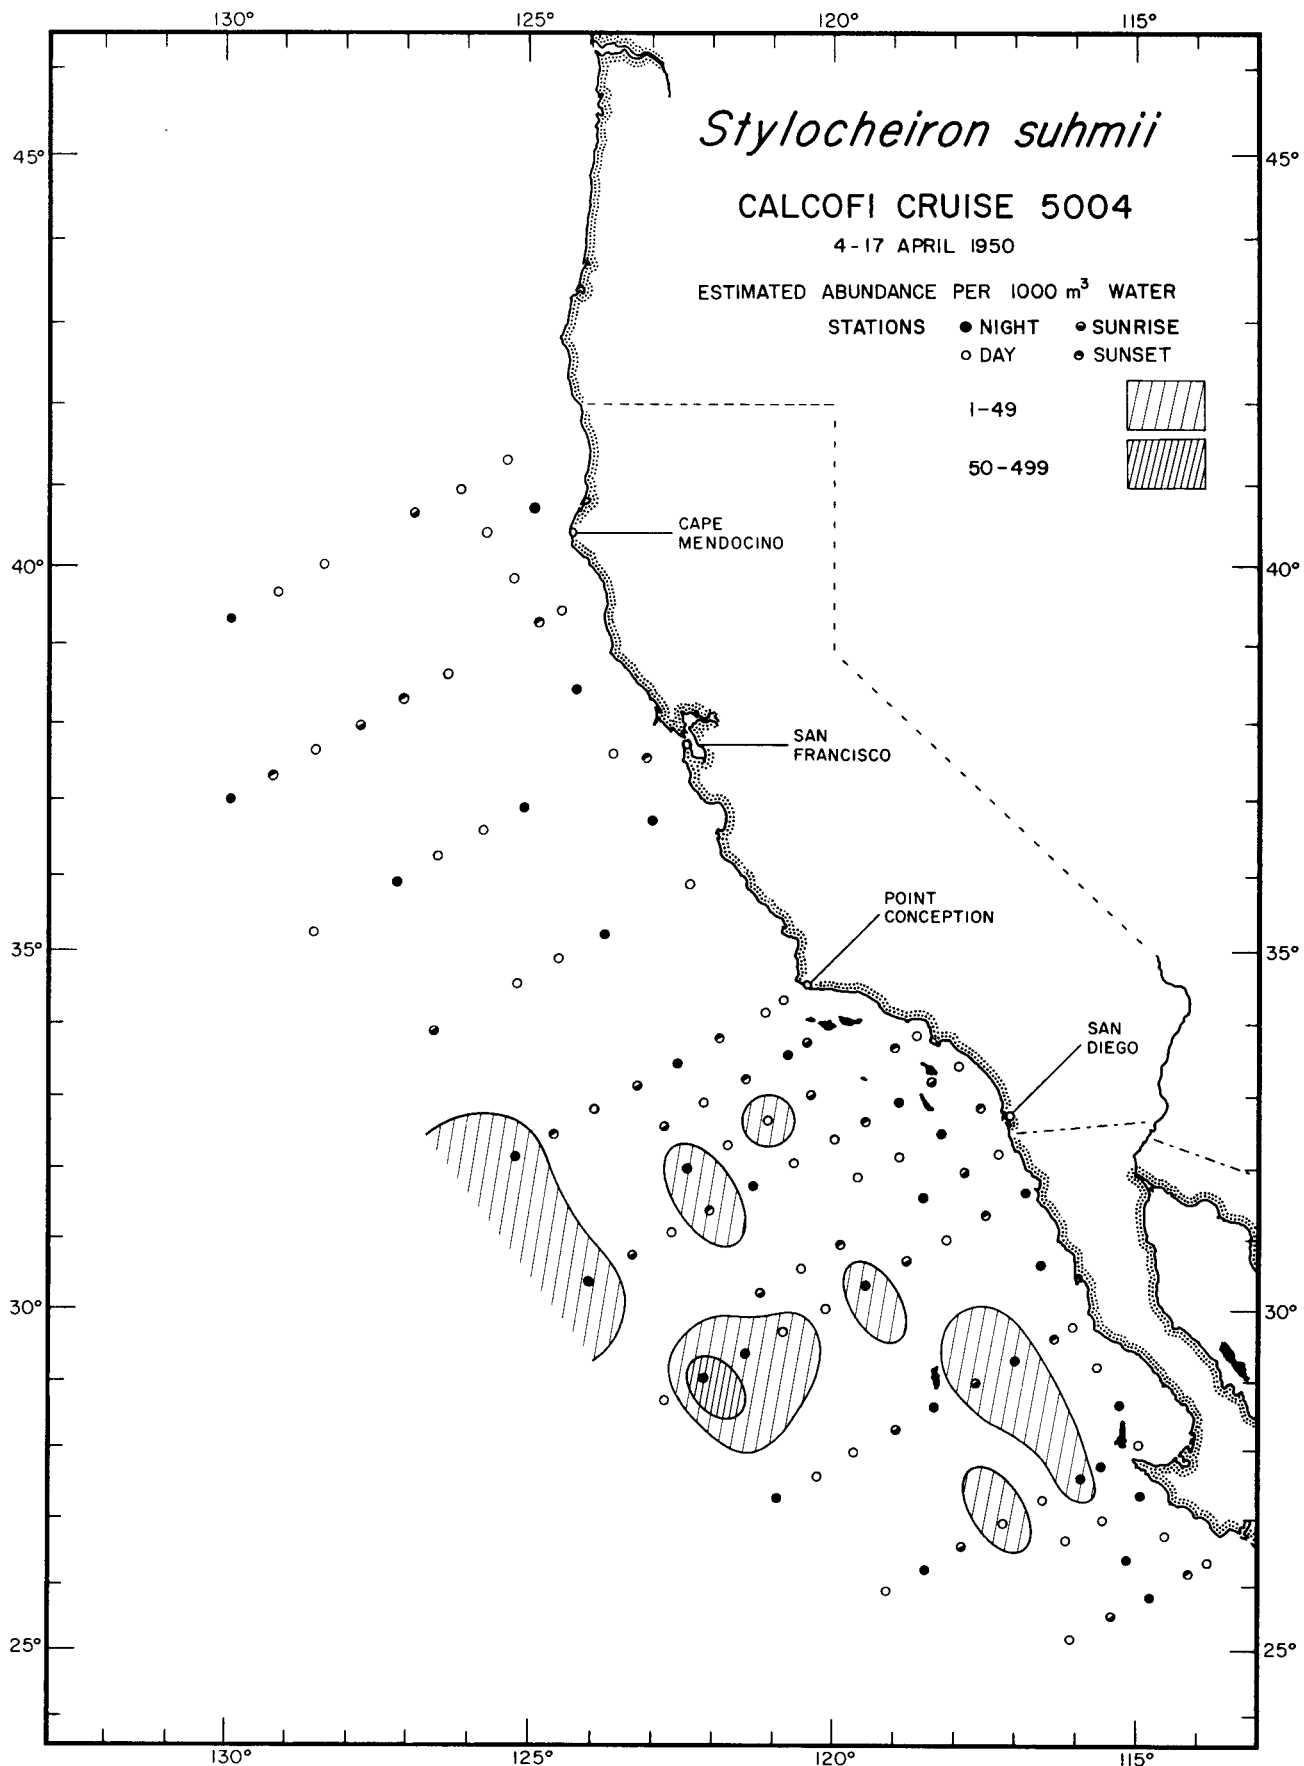 130° 125° 120° 115°
Stylocheiron suhmii
45° 45°
CALCOFI CRUISE 5004
4-17 APRIL 1950
ESTIMATED ABUNDANCE PER 1000 m³ WATER
STATIONS NIGHT SUNRISE
DAY SUNSET
1-49
50-499
CAPE
MENDOCINO
40° 40°
SAN
FRANCISCO
POINT
CONCEPTION
35° 35°
SAN
DIEGO
30° 30°
25° 25°
130° 125° 120° 115°